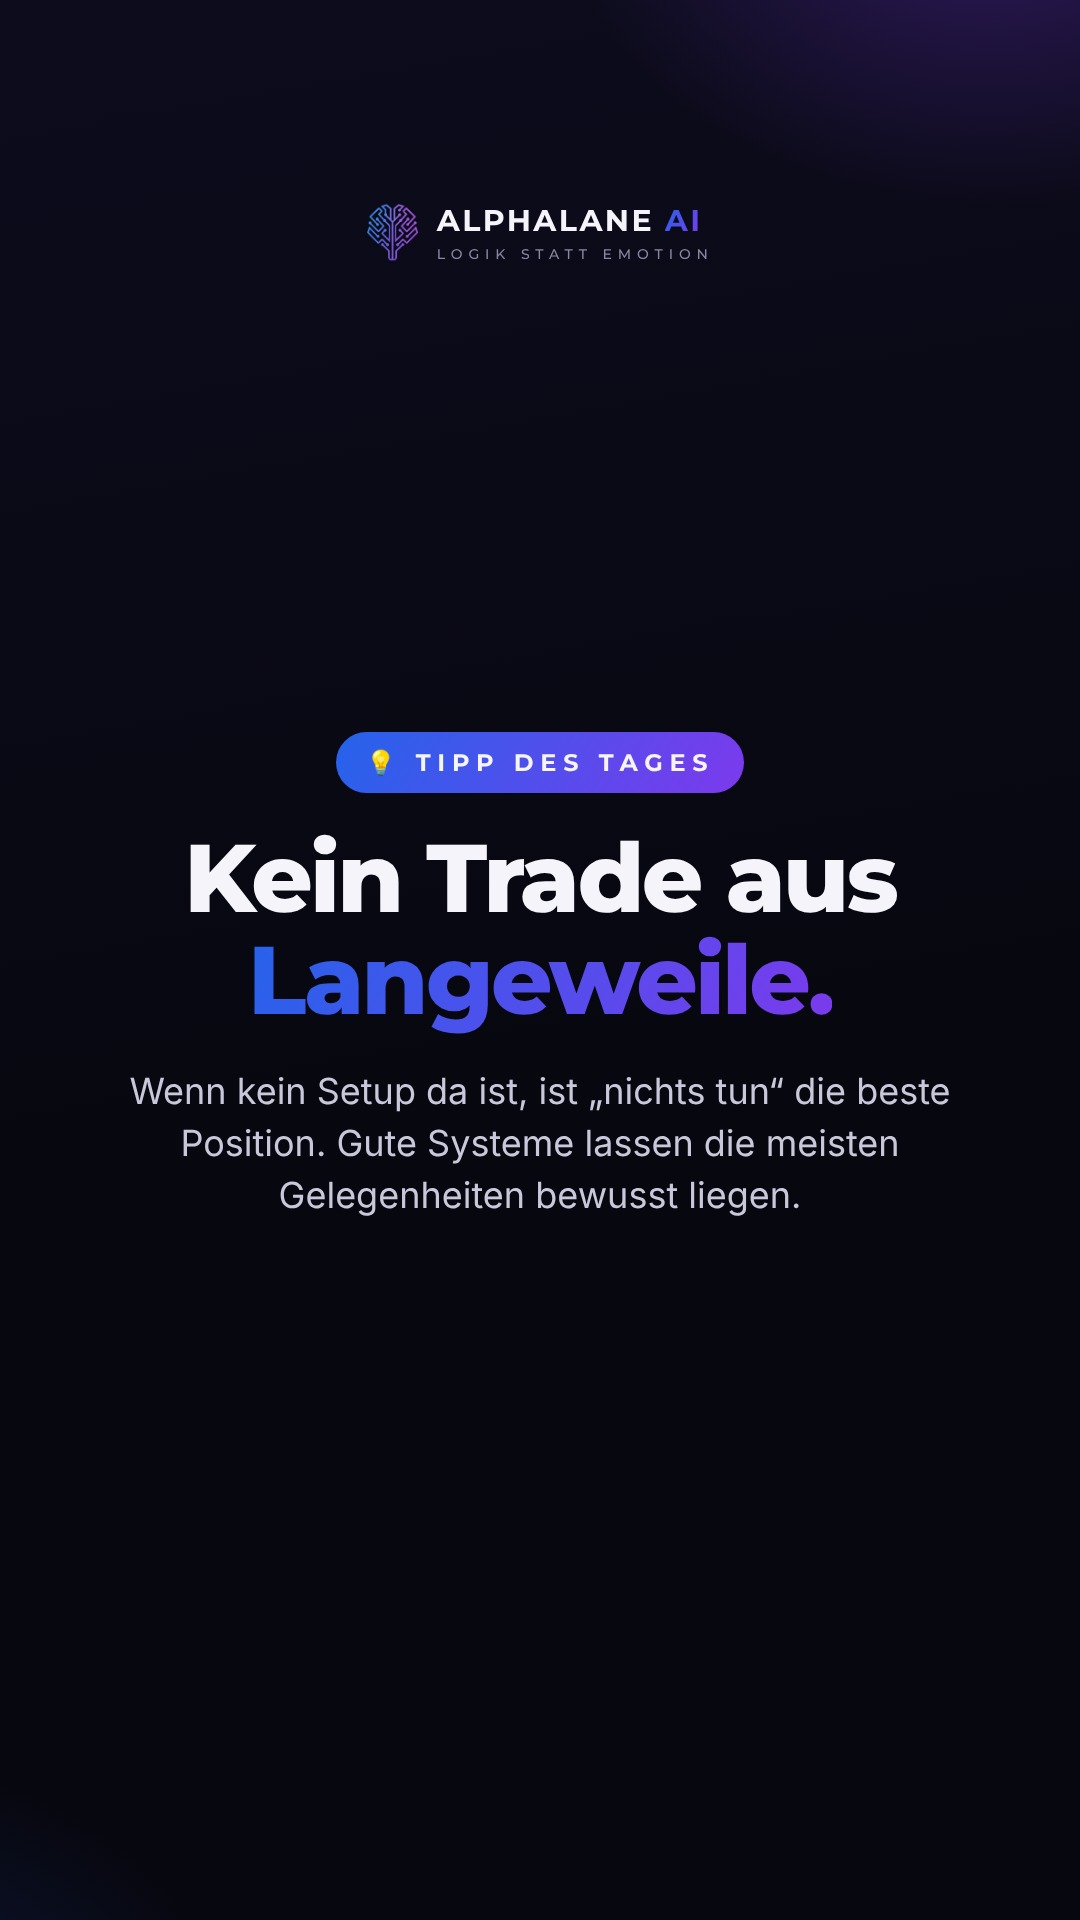 ALPHALANE AI
LOGIK STATT EMOTION
💡 TIPP DES TAGES
Kein Trade aus
Langeweile.
Wenn kein Setup da ist, ist „nichts tun“ die beste
Position. Gute Systeme lassen die meisten
Gelegenheiten bewusst liegen.